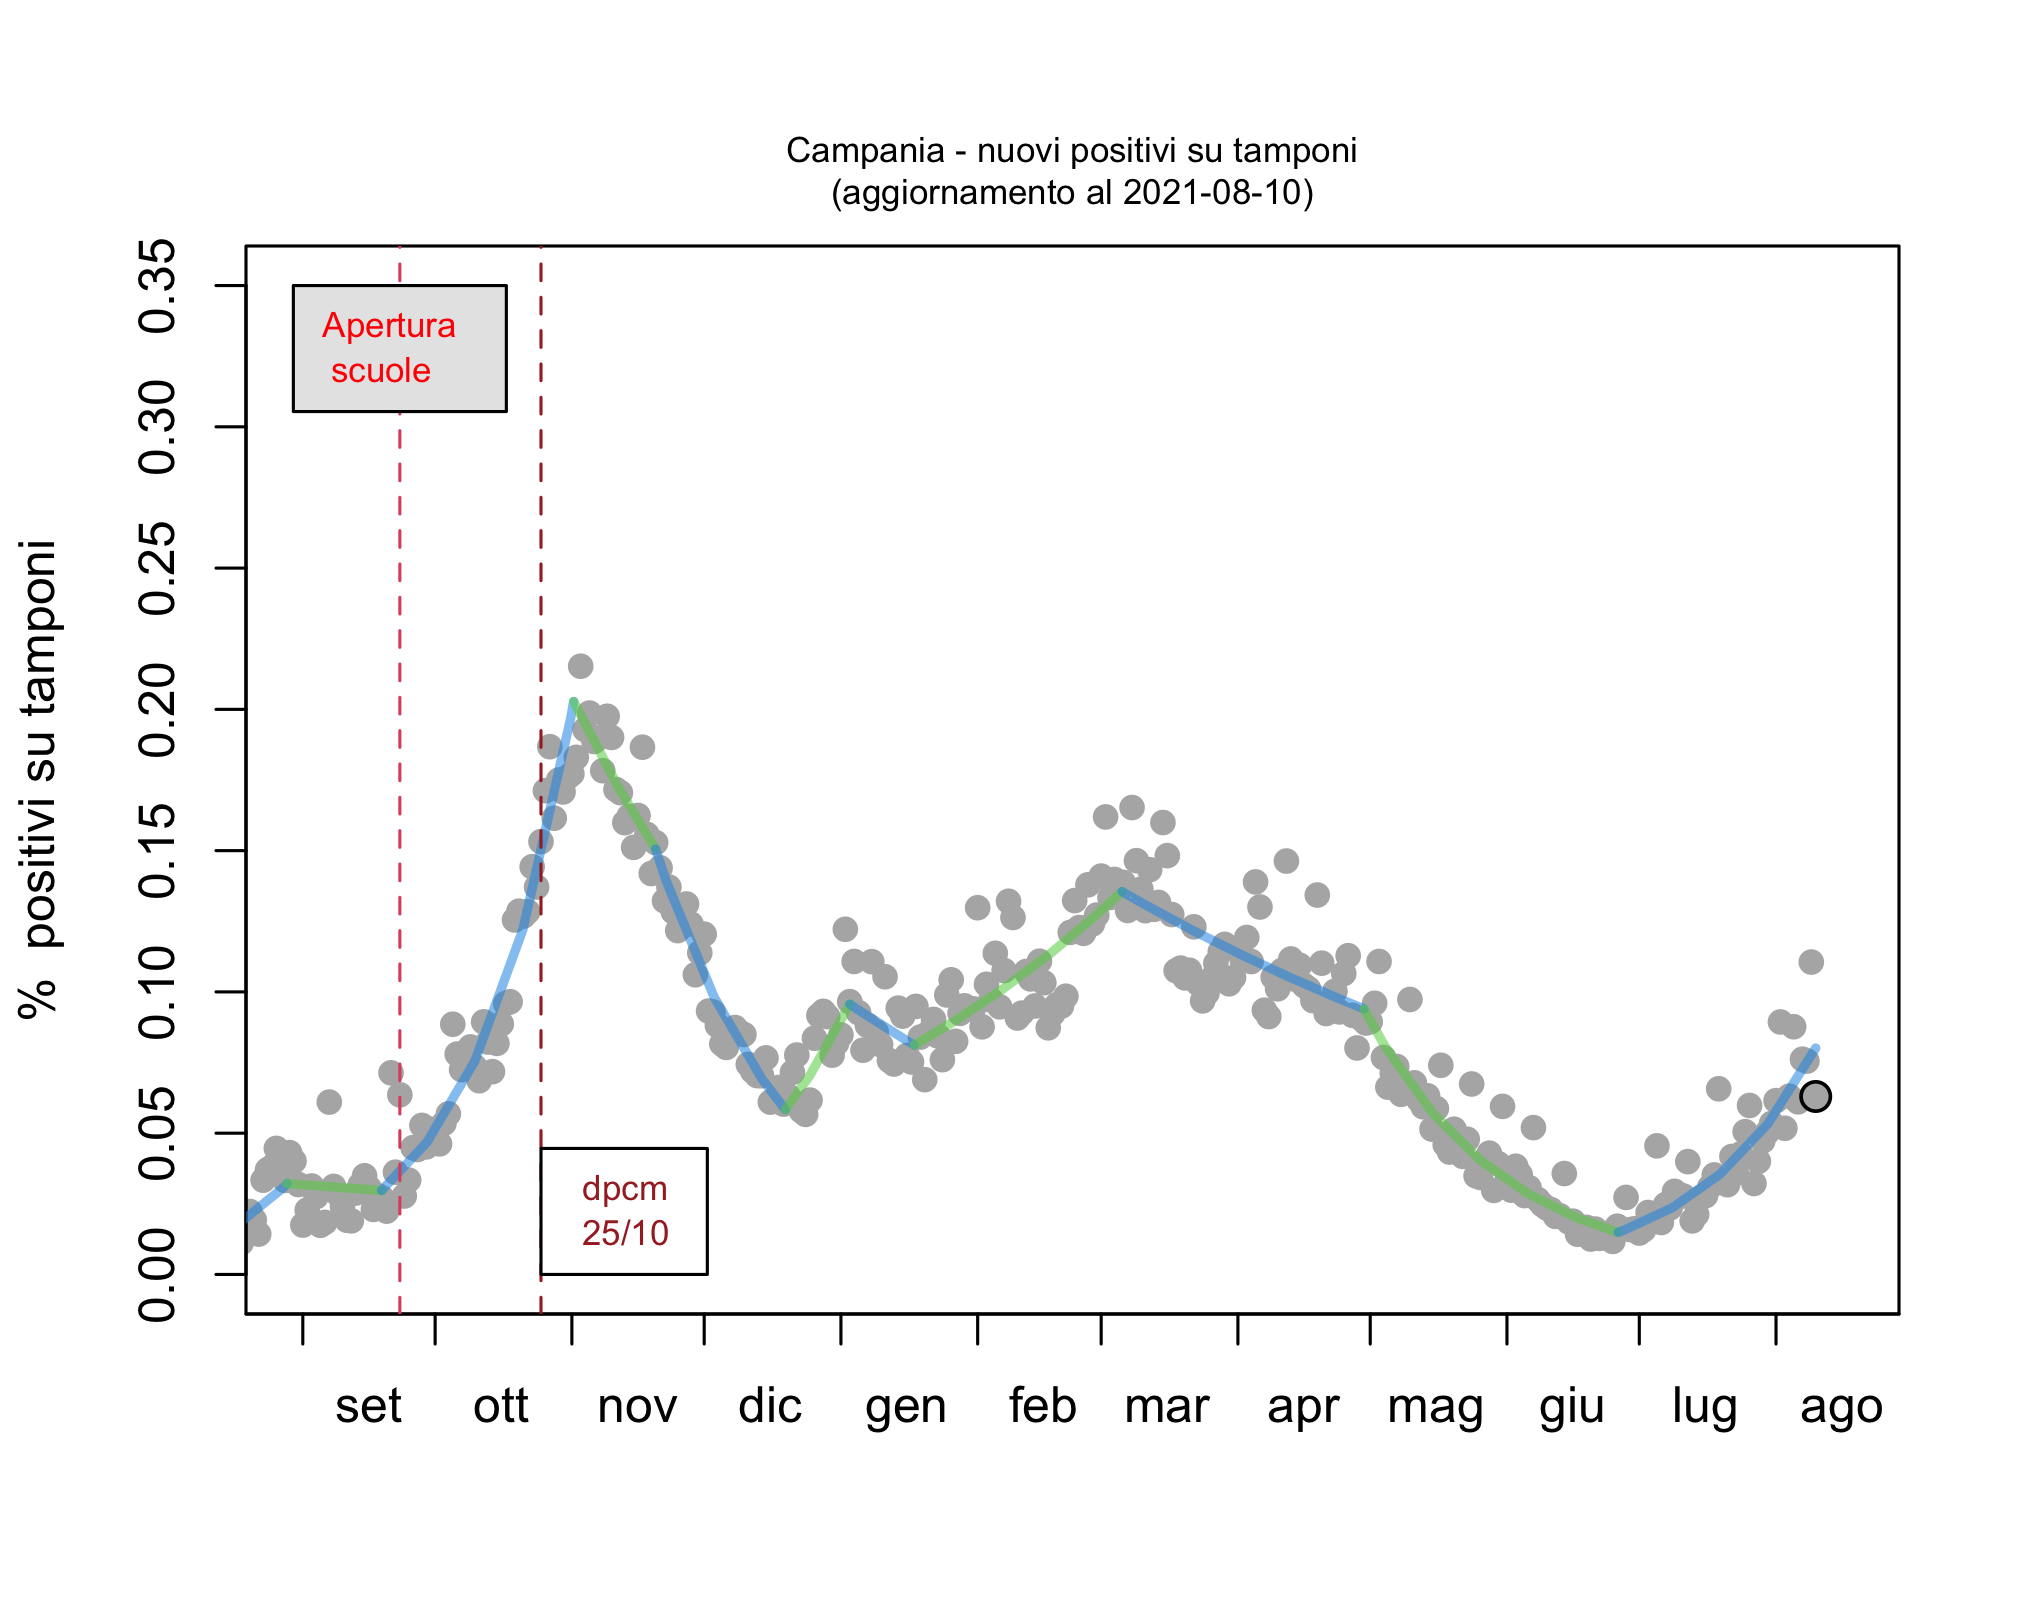 Campania - nuovi positivi su tamponi
(aggiornamento al 2021-08-10)
% positivi su tamponi
0.35
0.30
0.25
0.20
0.15
0.10
0.05
0.00
Apertura
scuole
dpcm
25/10
set ott nov dic gen feb mar apr mag giu lug ago